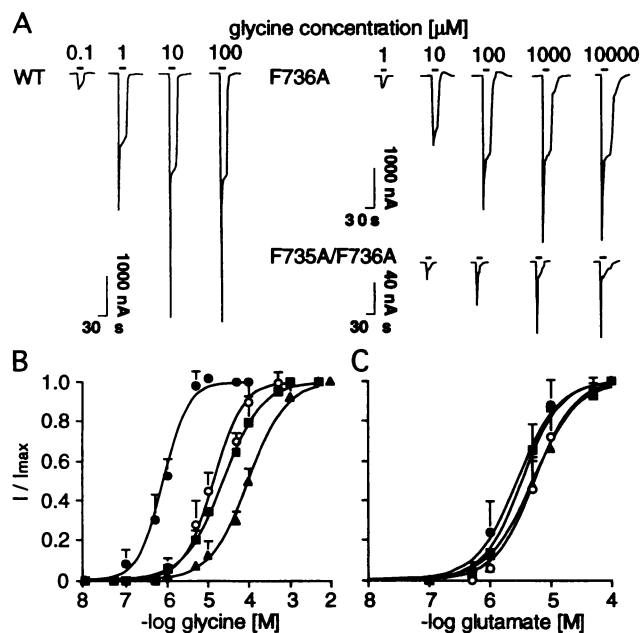 A
glycine concentration [µM]
0.1 1 10 100
1 10 100 1000 10000
WT
F736A
1000 nA
30 s
F735A/F736A
1000 nA
30 s
40 nA
30 s
B
C
1.0
0.8
0.6
0.4
0.2
0
I / Imax
8 7 6 5 4 3 2
8 6 5 4
-log glycine [M]
-log glutamate [M]